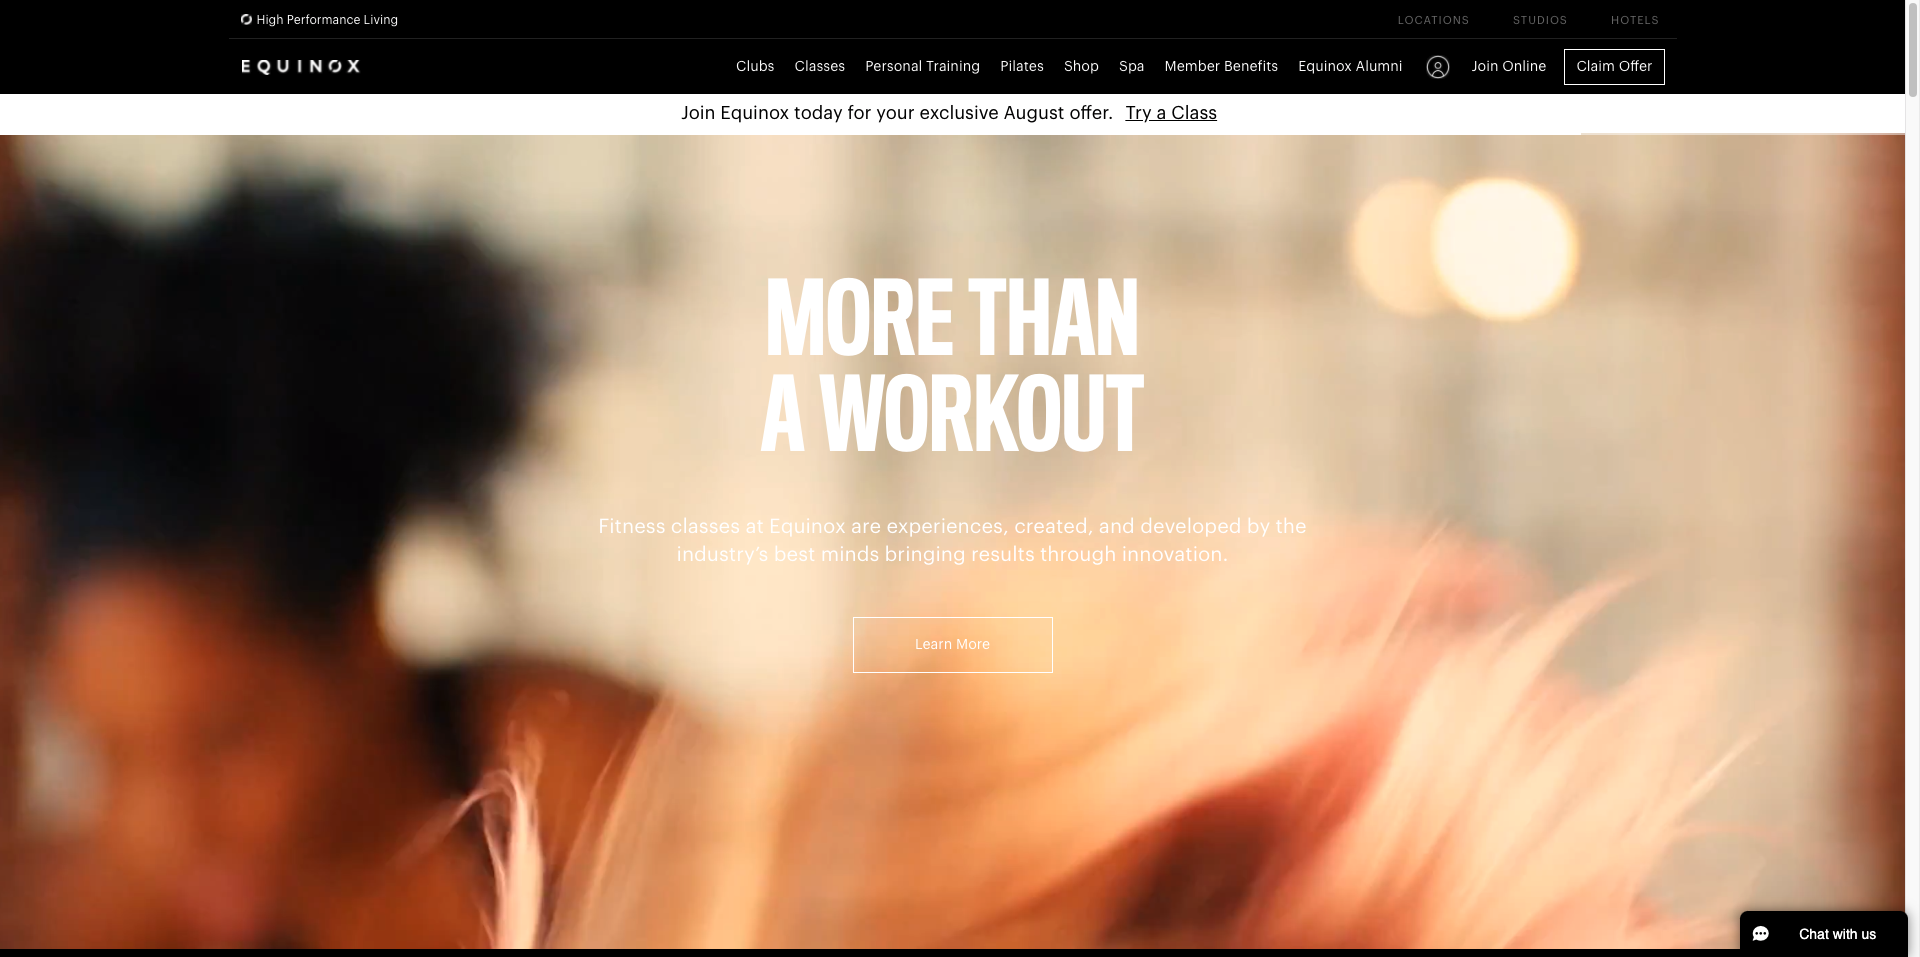 High Performance Living
LOCATIONS STUDIOS HOTELS
EQUINOX
Clubs Classes Personal Training Pilates Shop Spa Member Benefits Equinox Alumni Join Online Claim Offer
Join Equinox today for your exclusive August offer. Try a Class
MORE THAN
A WORKOUT
Fitness classes at Equinox are experiences, created, and developed by the
industry's best minds bringing results through innovation.
Learn More
Chat with us